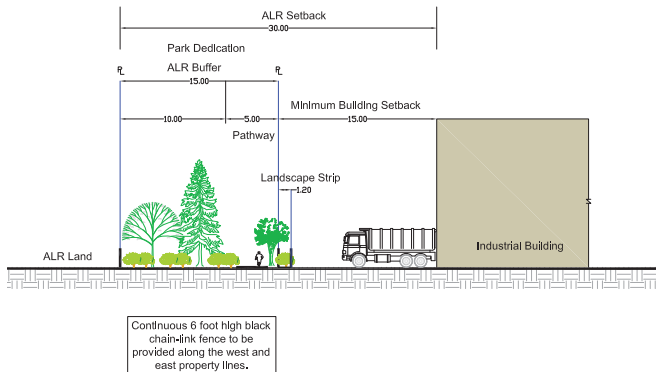 ALR Setback
30.00
Park Dedication
ALR Buffer
PL PL
15.00
Minimum Building Setback
10.00 5.00 15.00
Pathway
Landscape Strip
1.20
ALR Land
Industrial Building
Continuous 6 foot high black
chain-link fence to be
provided along the west and
east property lines.